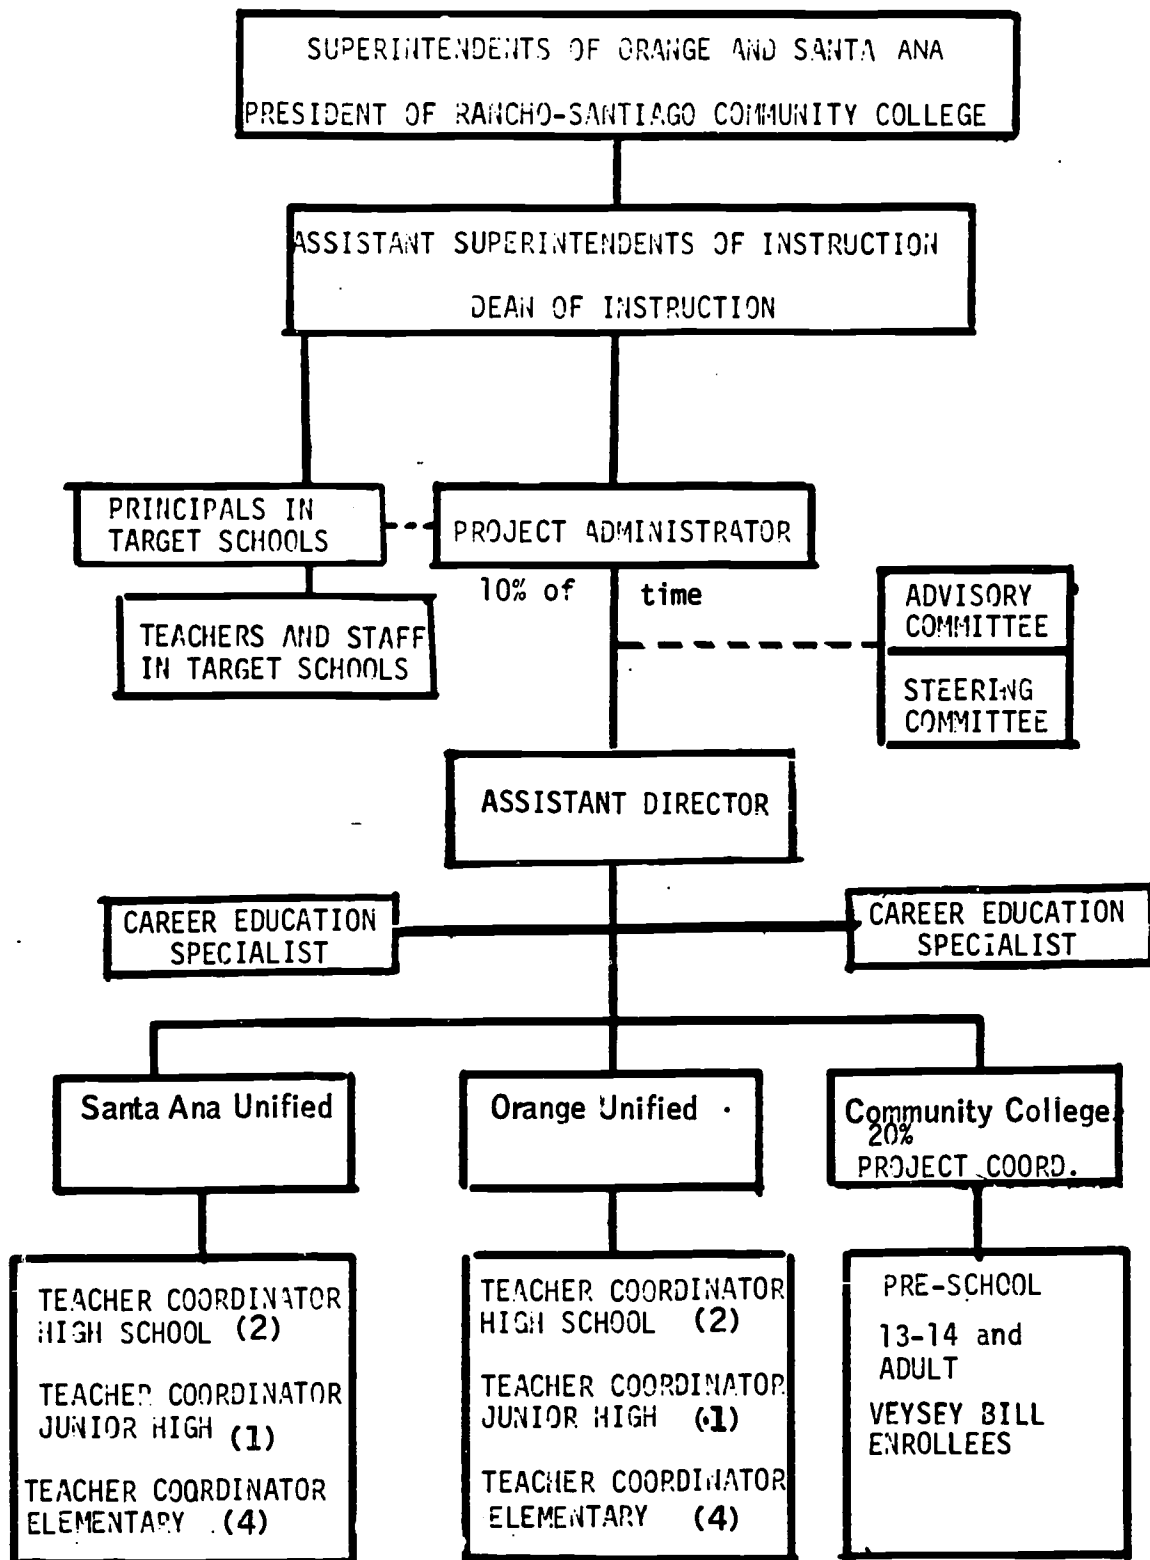 SUPERINTENDENTS OF ORANGE AND SANTA ANA
PRESIDENT OF RANCHO-SANTIAGO COMMUNITY COLLEGE
ASSISTANT SUPERINTENDENTS OF INSTRUCTION
DEAN OF INSTRUCTION
PRINCIPALS IN
TARGET SCHOOLS
PROJECT ADMINISTRATOR
10% of time
TEACHERS AND STAFF
IN TARGET SCHOOLS
ADVISORY
COMMITTEE
STEERING
COMMITTEE
ASSISTANT DIRECTOR
CAREER EDUCATION
SPECIALIST
CAREER EDUCATION
SPECIALIST
Santa Ana Unified
Orange Unified
Community College
20%
PROJECT COORD.
TEACHER COORDINATOR
HIGH SCHOOL (2)
TEACHER COORDINATOR
JUNIOR HIGH (1)
TEACHER COORDINATOR
ELEMENTARY (4)
TEACHER COORDINATOR
HIGH SCHOOL (2)
TEACHER COORDINATOR
JUNIOR HIGH (1)
TEACHER COORDINATOR
ELEMENTARY (4)
PRE-SCHOOL
13-14 and
ADULT
VEYSEY BILL
ENROLLEES